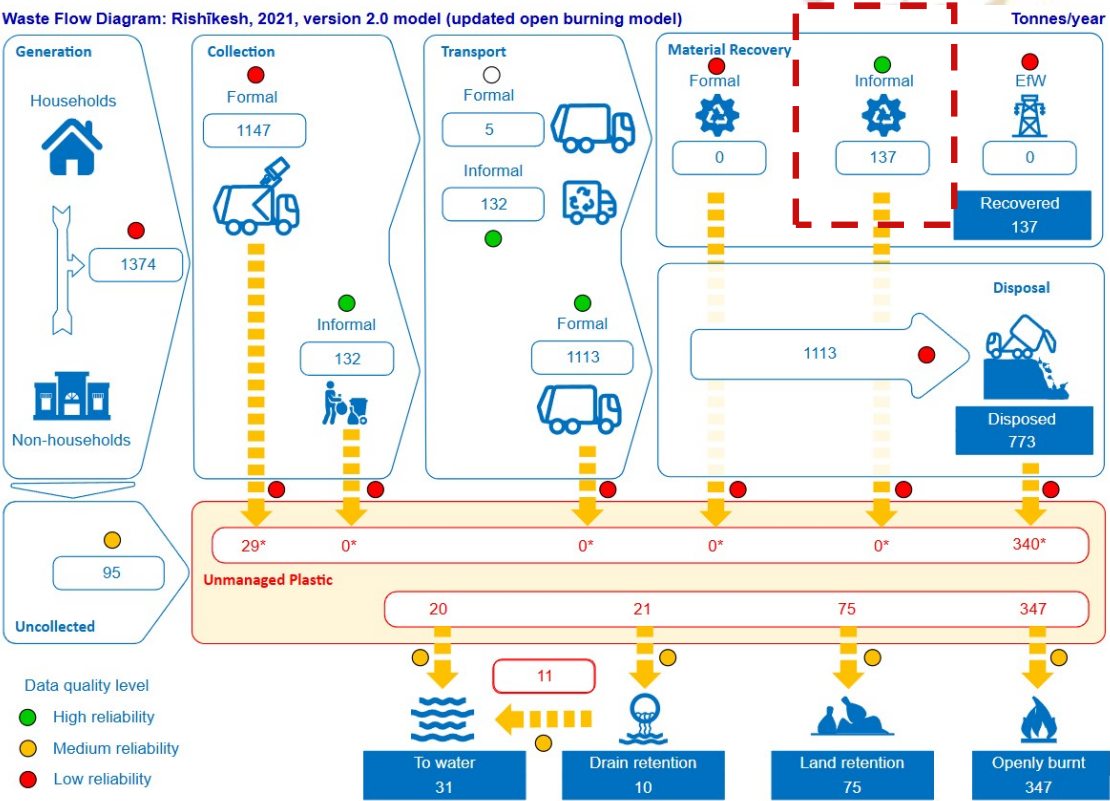 Waste Flow Diagram: Rishīkesh, 2021, version 2.0 model (updated open burning model)
Tonnes/year
Generation
Households
1374
Non-households
Collection
Formal
1147
Informal
132
Transport
Formal
5
Informal
132
Formal
1113
Material Recovery
Formal
0
Informal
137
EfW
0
Recovered
137
Disposal
1113
Disposed
773
95
Uncollected
29*
0*
0*
0*
0*
340*
Unmanaged Plastic
20
21
75
347
11
To water
31
Drain retention
10
Land retention
75
Openly burnt
347
Data quality level
High reliability
Medium reliability
Low reliability